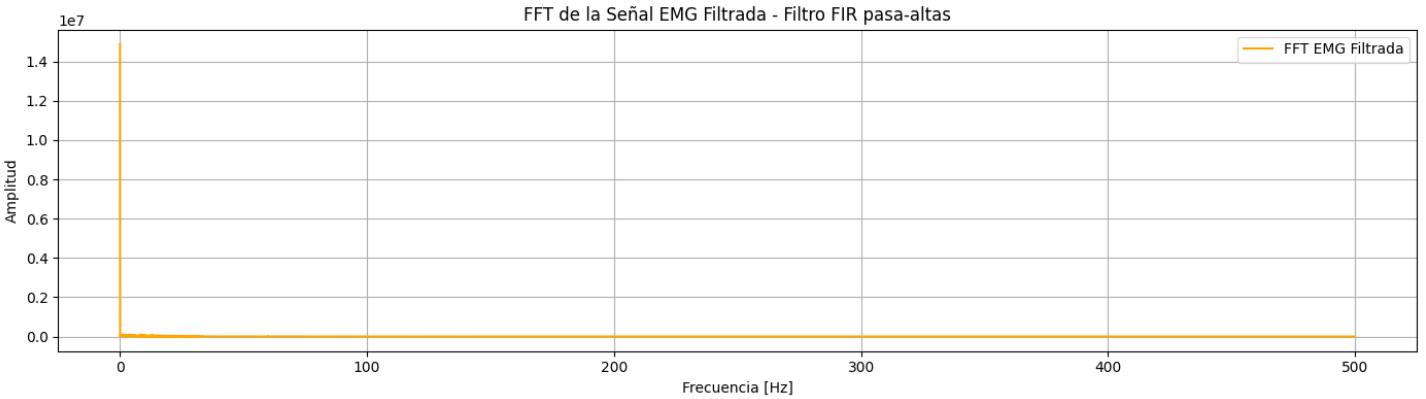 FFT de la Señal EMG Filtrada - Filtro FIR pasa-altas
1e7
FFT EMG Filtrada
1.4
1.2
1.0
0.8
0.6
0.4
0.2
0.0
Amplitud
0 100 200 300 400 500
Frecuencia [Hz]